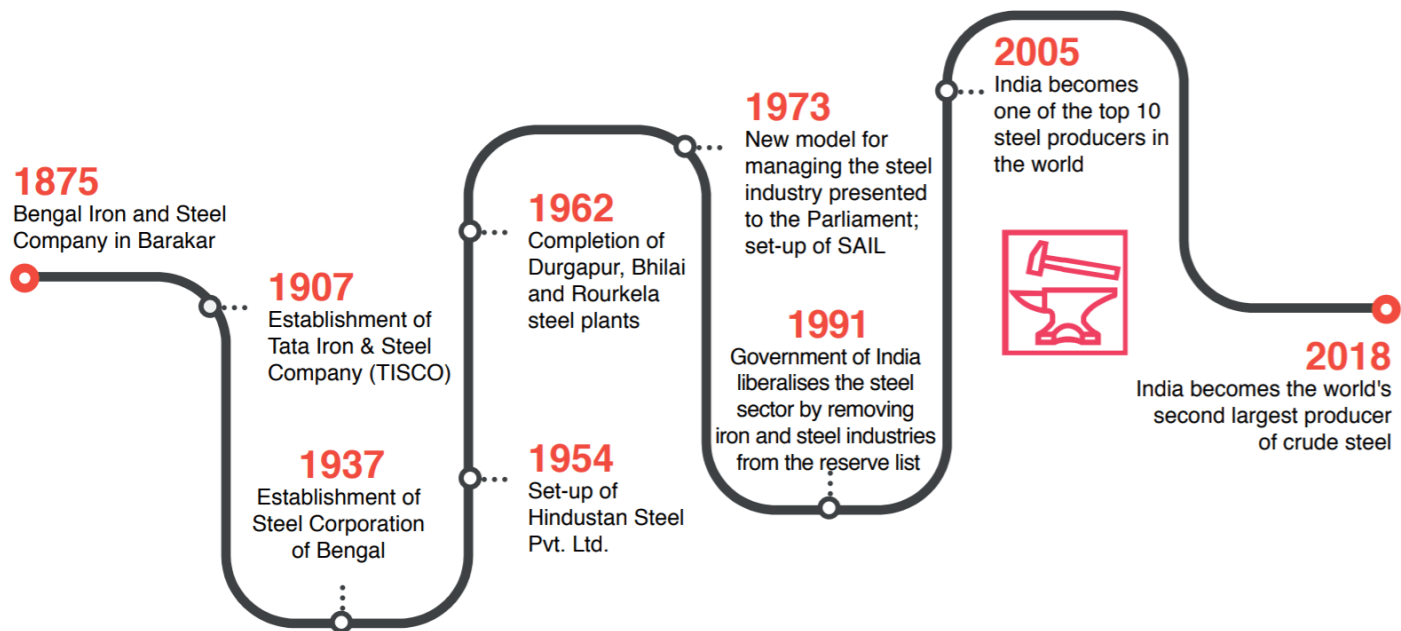 1875
Bengal Iron and Steel
Company in Barakar
1907
Establishment of
Tata Iron & Steel
Company (TISCO)
1937
Establishment of
Steel Corporation
of Bengal
1954
Set-up of
Hindustan Steel
Pvt. Ltd.
1962
Completion of
Durgapur, Bhilai
and Rourkela
steel plants
1973
New model for
managing the steel
industry presented
to the Parliament;
set-up of SAIL
1991
Government of India
liberalises the steel
sector by removing
iron and steel industries
from the reserve list
2005
India becomes
one of the top 10
steel producers in
the world
2018
India becomes the world's
second largest producer
of crude steel